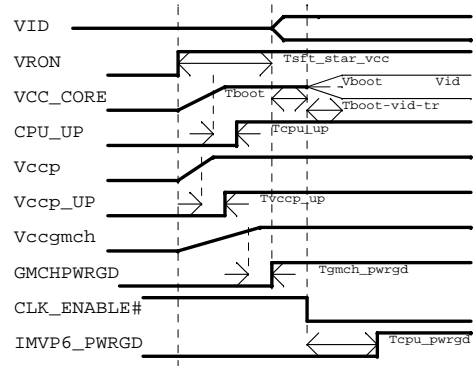 VID
VRON
Tsft_star_vcc
VCC_CORE
Tboot
Vboot
Vid
Tboot-vid-tr
CPU_UP
Tcpu_up
Vccp
Vccp_UP
Tvccp_up
Vccgmch
GMCHPWRGD
Tgmch_pwrgd
CLK_ENABLE#
IMVP6_PWRGD
Tcpu_pwrgd